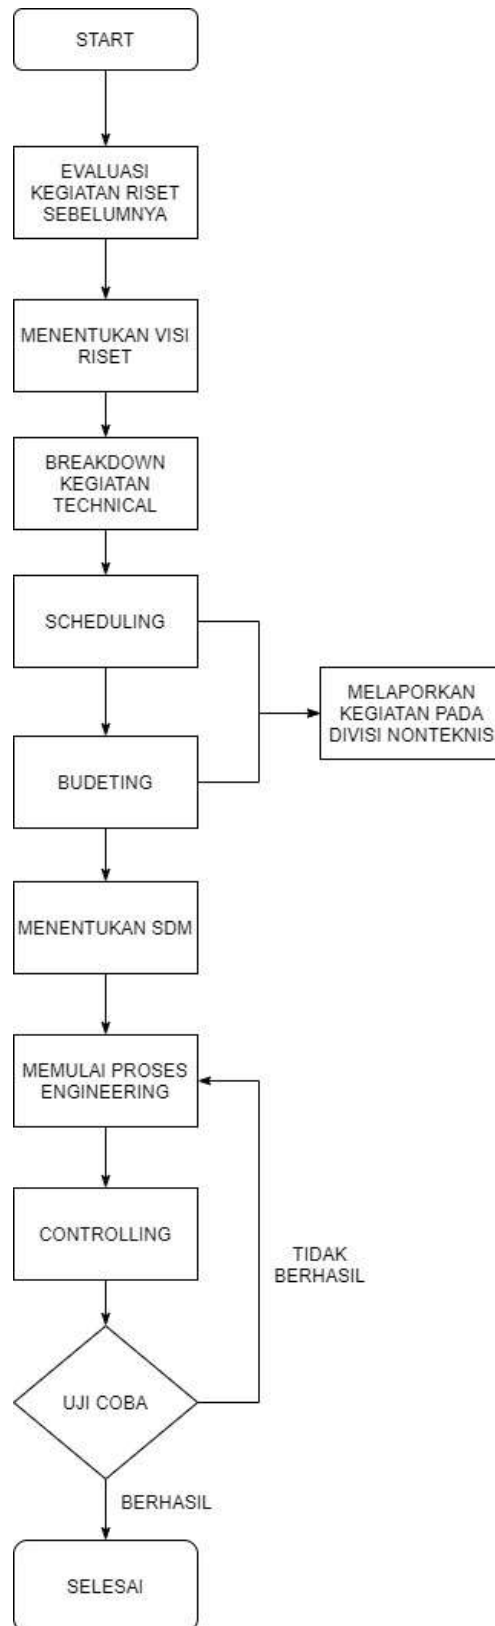 START
EVALUASI
KEGIATAN RISET
SEBELUMNYA
MENENTUKAN VISI
RISET
BREAKDOWN
KEGIATAN
TECHNICAL
SCHEDULING
MELAPORKAN
KEGIATAN PADA
DIVISI NONTEKNIS
BUDETING
MENENTUKAN SDM
MEMULAI PROSES
ENGINEERING
CONTROLLING
TIDAK
BERHASIL
UJI COBA
BERHASIL
SELESAI